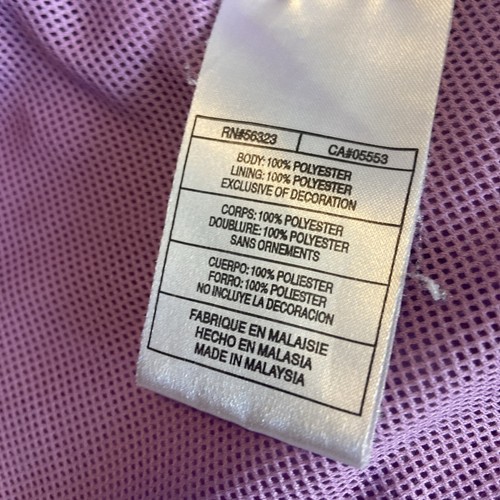 RN#56323 CA#05553
BODY: 100% POLYESTER
LINING: 100% POLYESTER
EXCLUSIVE OF DECORATION
CORPS: 100% POLYESTER
DOUBLURE: 100% POLYESTER
SANS ORNEMENTS
CUERPO: 100% POLIESTER
FORRO: 100% POLIESTER
NO INCLUYE LA DECORACION
FABRIQUE EN MALAISIE
HECHO EN MALASIA
MADE IN MALAYSIA